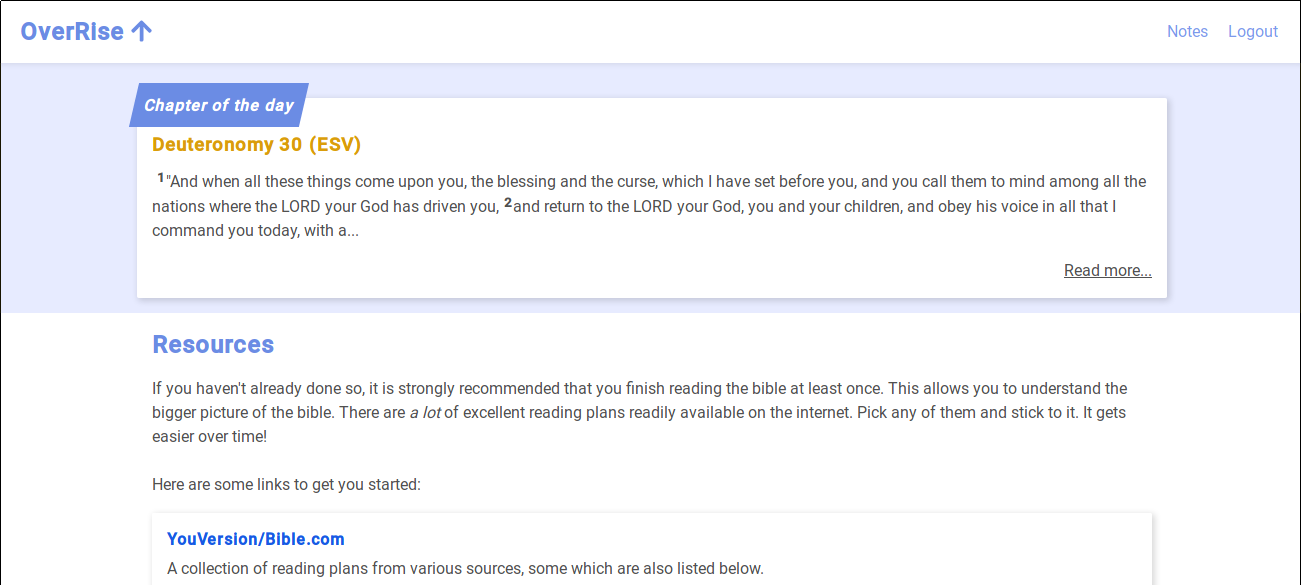 OverRise
Notes Logout
Chapter of the day
Deuteronomy 30 (ESV)
1"And when all these things come upon you, the blessing and the curse, which I have set before you, and you call them to mind among all the
nations where the LORD your God has driven you, 2and return to the LORD your God, you and your children, and obey his voice in all that I
command you today, with a...
Read more...
Resources
If you haven't already done so, it is strongly recommended that you finish reading the bible at least once. This allows you to understand the
bigger picture of the bible. There are a lot of excellent reading plans readily available on the internet. Pick any of them and stick to it. It gets
easier over time!
Here are some links to get you started:
YouVersion/Bible.com
A collection of reading plans from various sources, some which are also listed below.